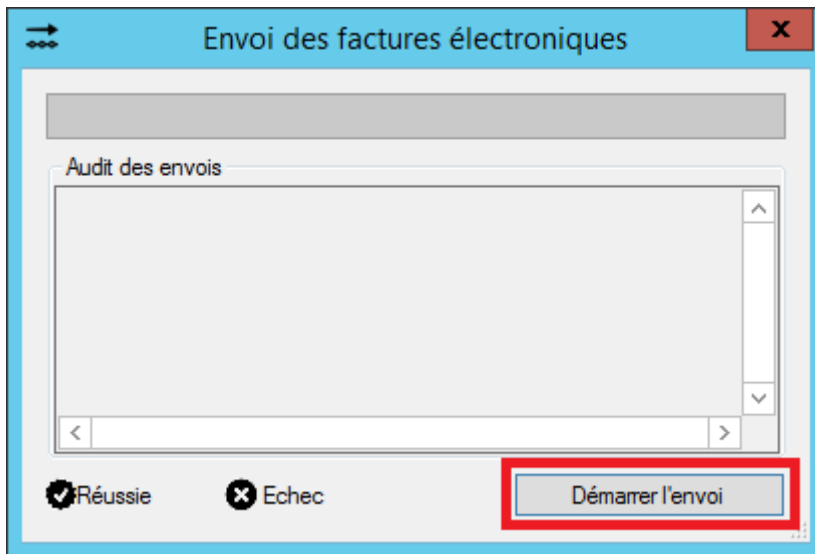 Envoi des factures électroniques
x
Audit des envois
Réussie
Echec
Démarrer l'envoi